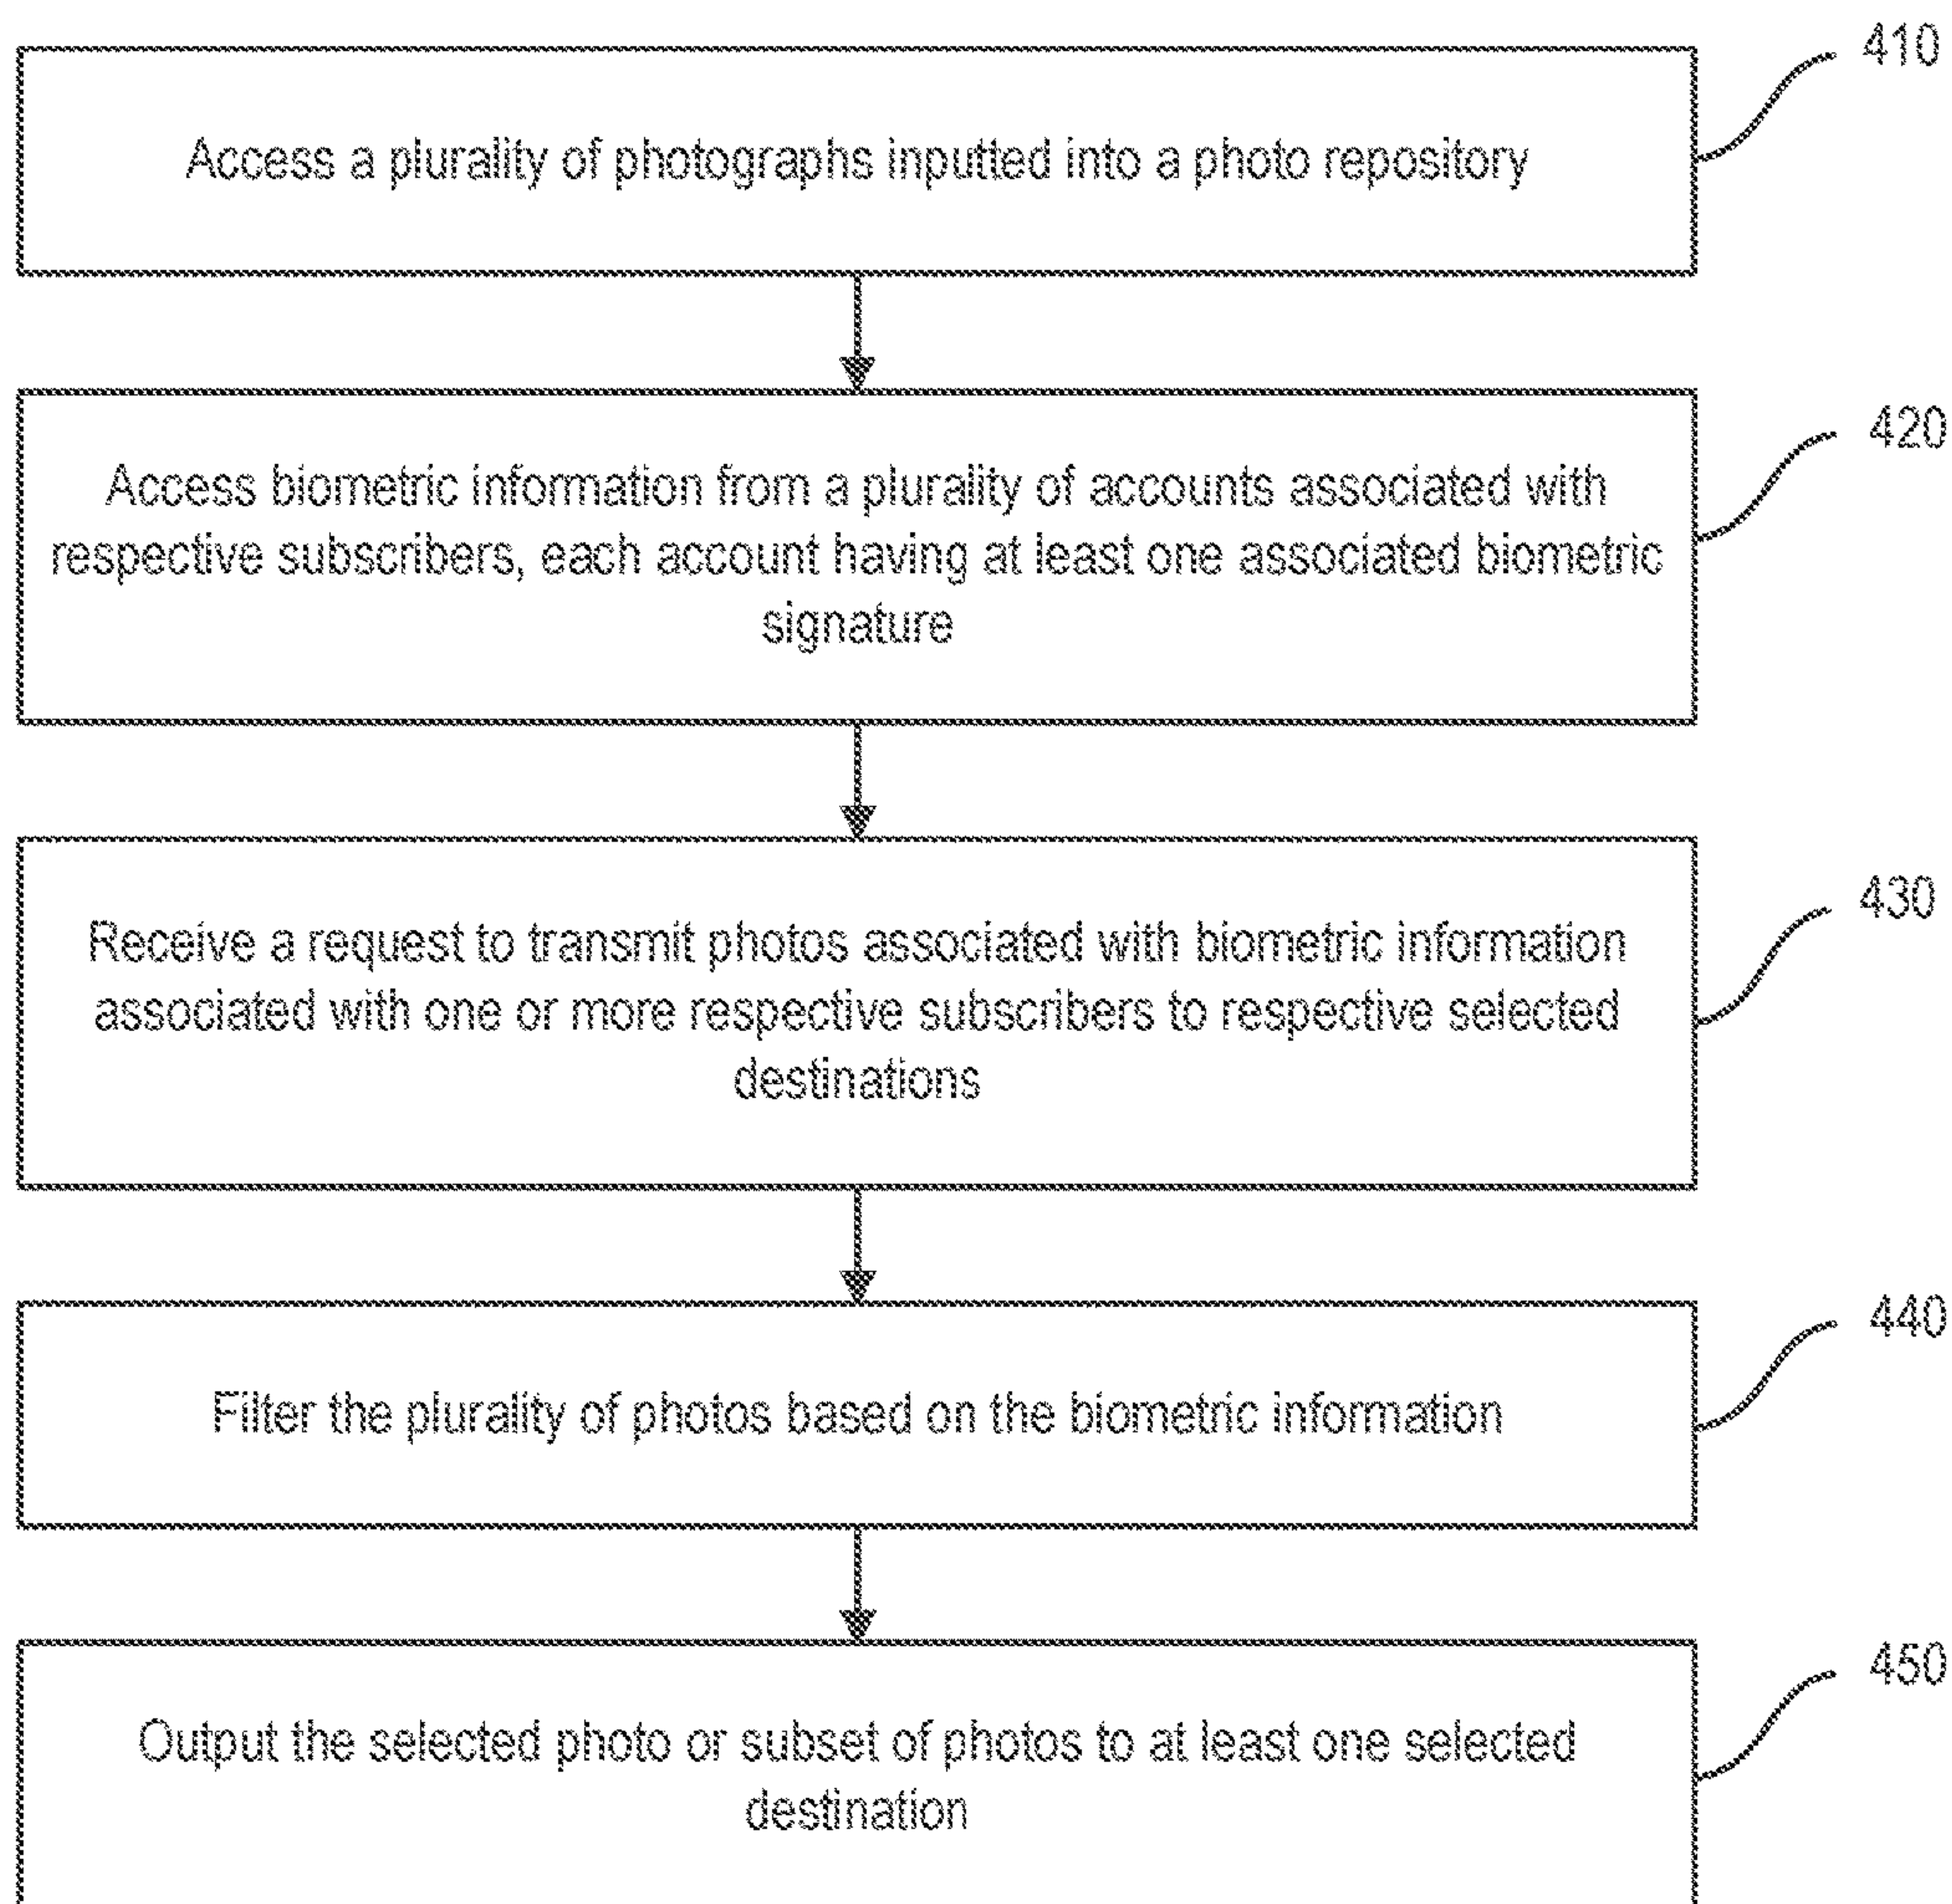 410
Access a plurality of photographs inputted into a photo repository
420
Access biometric information from a plurality of accounts associated with
respective subscribers, each account having at least one associated biometric
signature
430
Receive a request to transmit photos associated with biometric information
associated with one or more respective subscribers to respective selected
destinations
440
Filter the plurality of photos based on the biometric information
450
Output the selected photo or subset of photos to at least one selected
destination